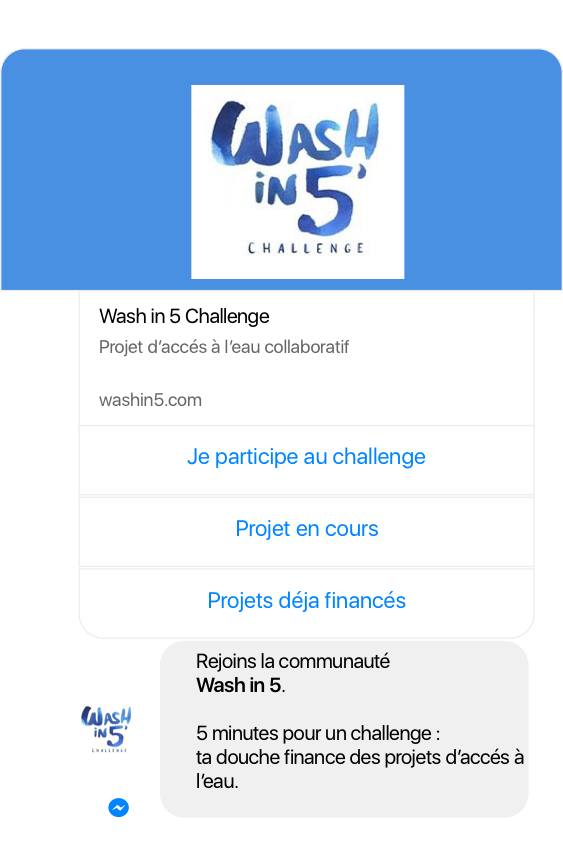 WASH
iN 5'
CHALLENGE
Wash in 5 Challenge
Projet d’accés à l’eau collaboratif
washin5.com
Je participe au challenge
Projet en cours
Projets déja financés
Rejoins la communauté
Wash in 5.
5 minutes pour un challenge :
ta douche finance des projets d’accés à
l’eau.
WASH
iN 5'
CHALLENGE